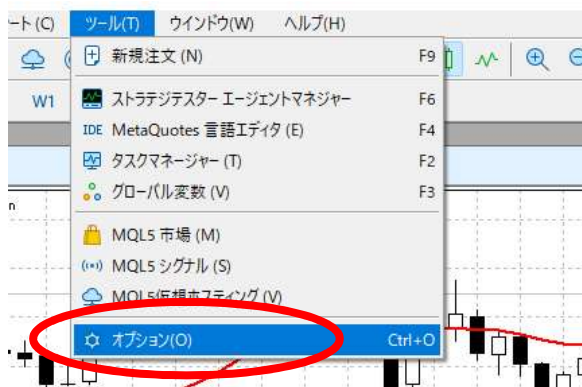 ート (C) ツール(T) ウインドウ(W) ヘルプ(H)
新規注文 (N) F9
W1
ストラテジテスター エージェントマネジャー F6
IDE MetaQuotes 言語エディタ (E) F4
タスクマネージャー (T) F2
グローバル変数 (V) F3
MQL5 市場 (M)
MQL5 シグナル (S)
MQL5仮想ホスティング (V)
オプション(O) Ctrl+O